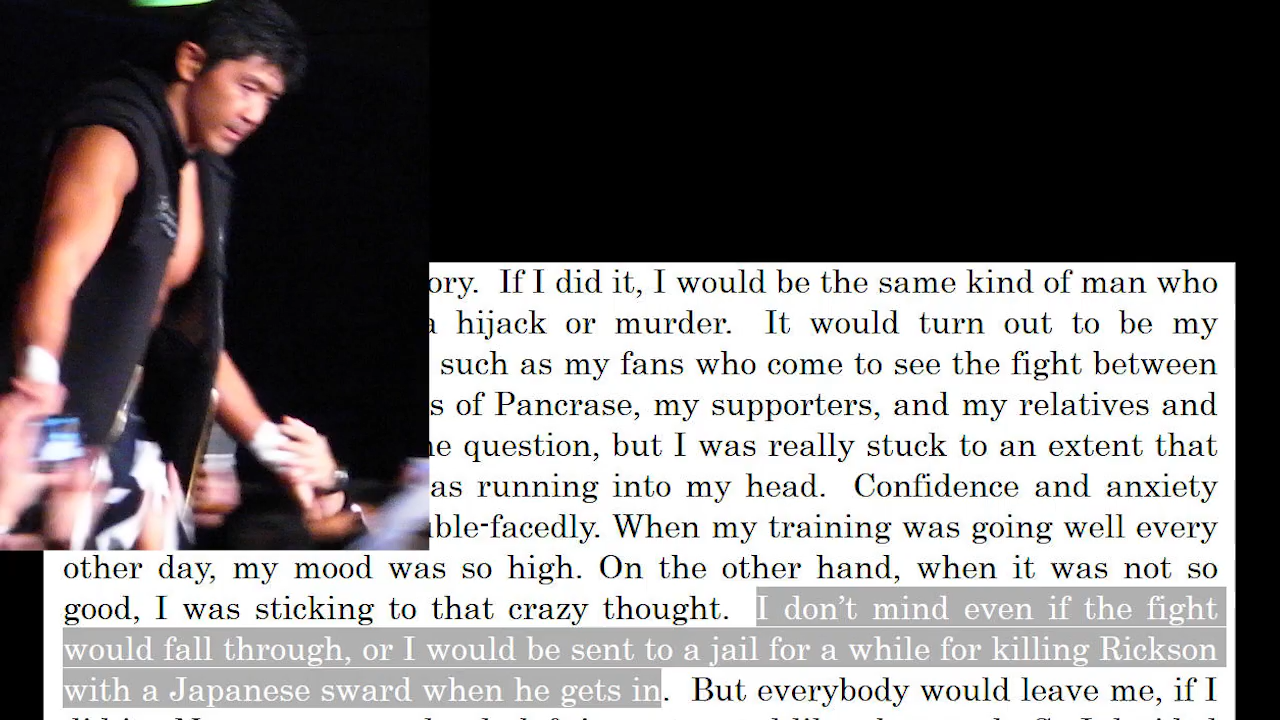 ory. If I did it, I would be the same kind of man who
a hijack or murder. It would turn out to be my
such as my fans who come to see the fight between
s of Pancrase, my supporters, and my relatives and
e question, but I was really stuck to an extent that
as running into my head. Confidence and anxiety
ble-facedly. When my training was going well every
other day, my mood was so high. On the other hand, when it was not so
good, I was sticking to that crazy thought. I don't mind even if the fight
would fall through, or I would be sent to a jail for a while for killing Rickson
with a Japanese sward when he gets in. But everybody would leave me, if I